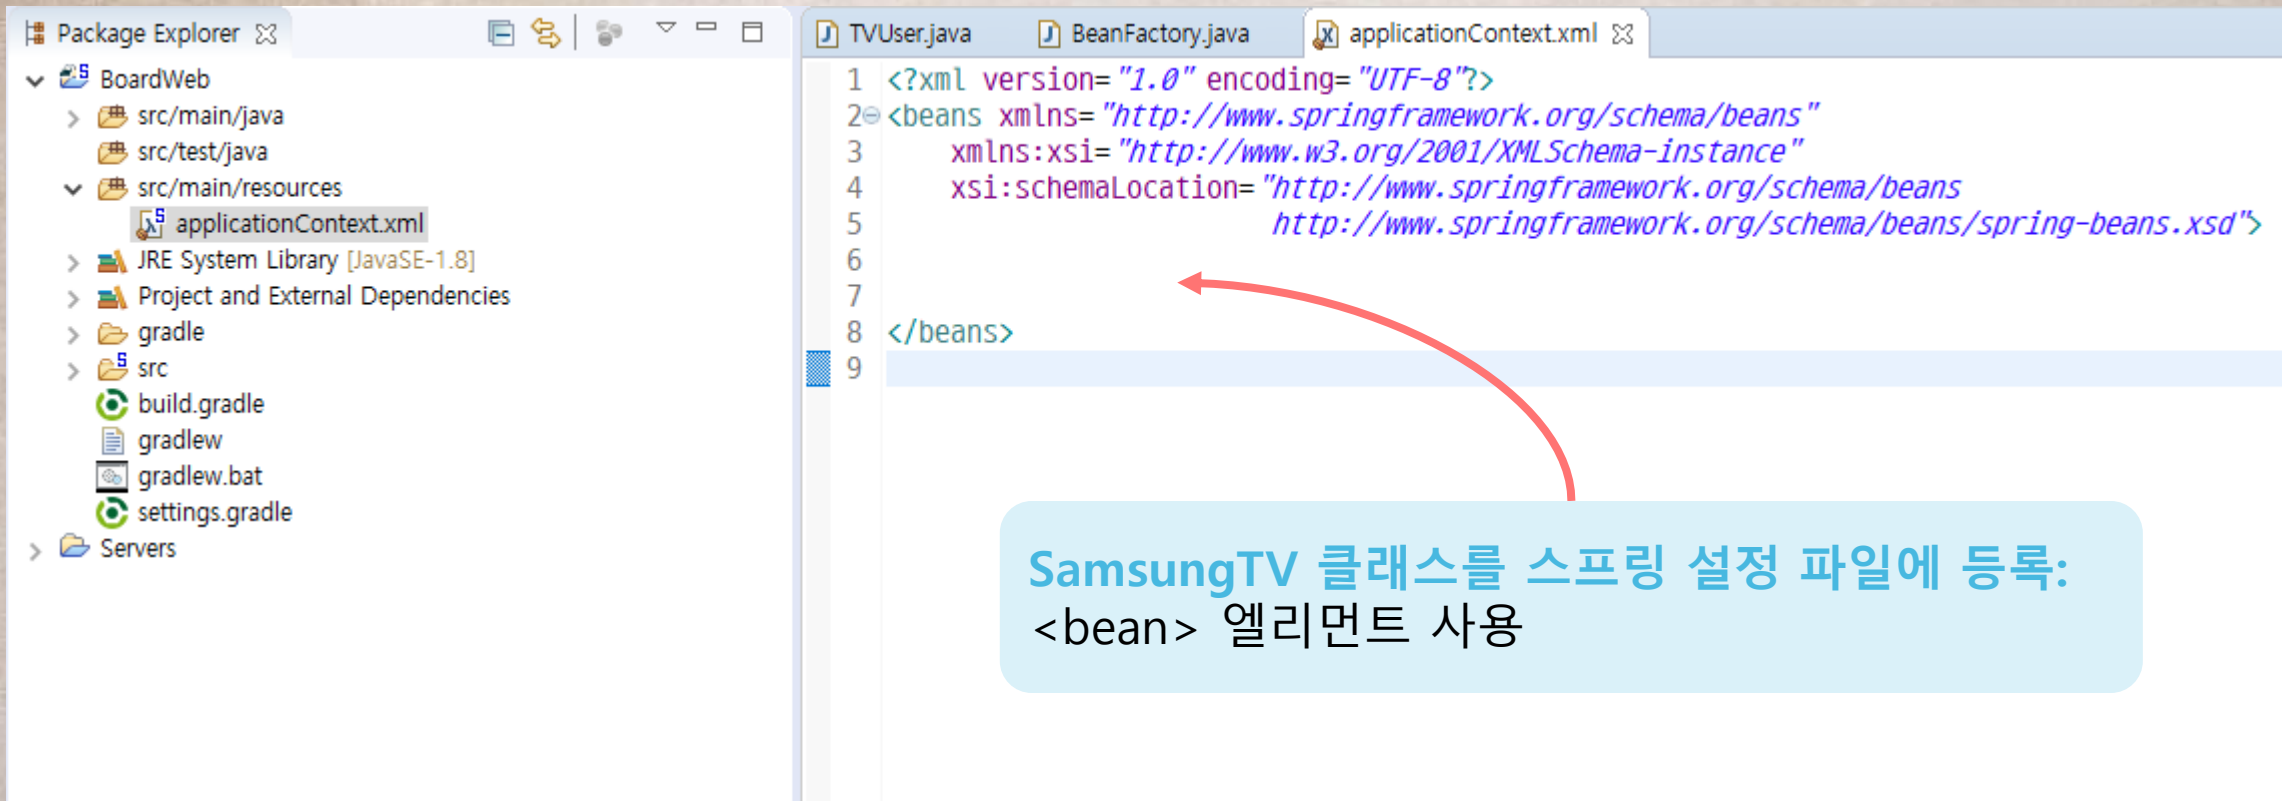 Package Explorer
BoardWeb
src/main/java
src/test/java
src/main/resources
applicationContext.xml
JRE System Library [JavaSE-1.8]
Project and External Dependencies
gradle
src
build.gradle
gradlew
gradlew.bat
settings.gradle
Servers
TVUser.java BeanFactory.java applicationContext.xml
1 <?xml version="1.0" encoding="UTF-8"?>
2 <beans xmlns="http://www.springframework.org/schema/beans"
3 xmlns:xsi="http://www.w3.org/2001/XMLSchema-instance"
4 xsi:schemaLocation="http://www.springframework.org/schema/beans
5 http://www.springframework.org/schema/beans/spring-beans.xsd">
6
7
8 </beans>
9
SamsungTV 클래스를 스프링 설정 파일에 등록:
<bean> 엘리먼트 사용